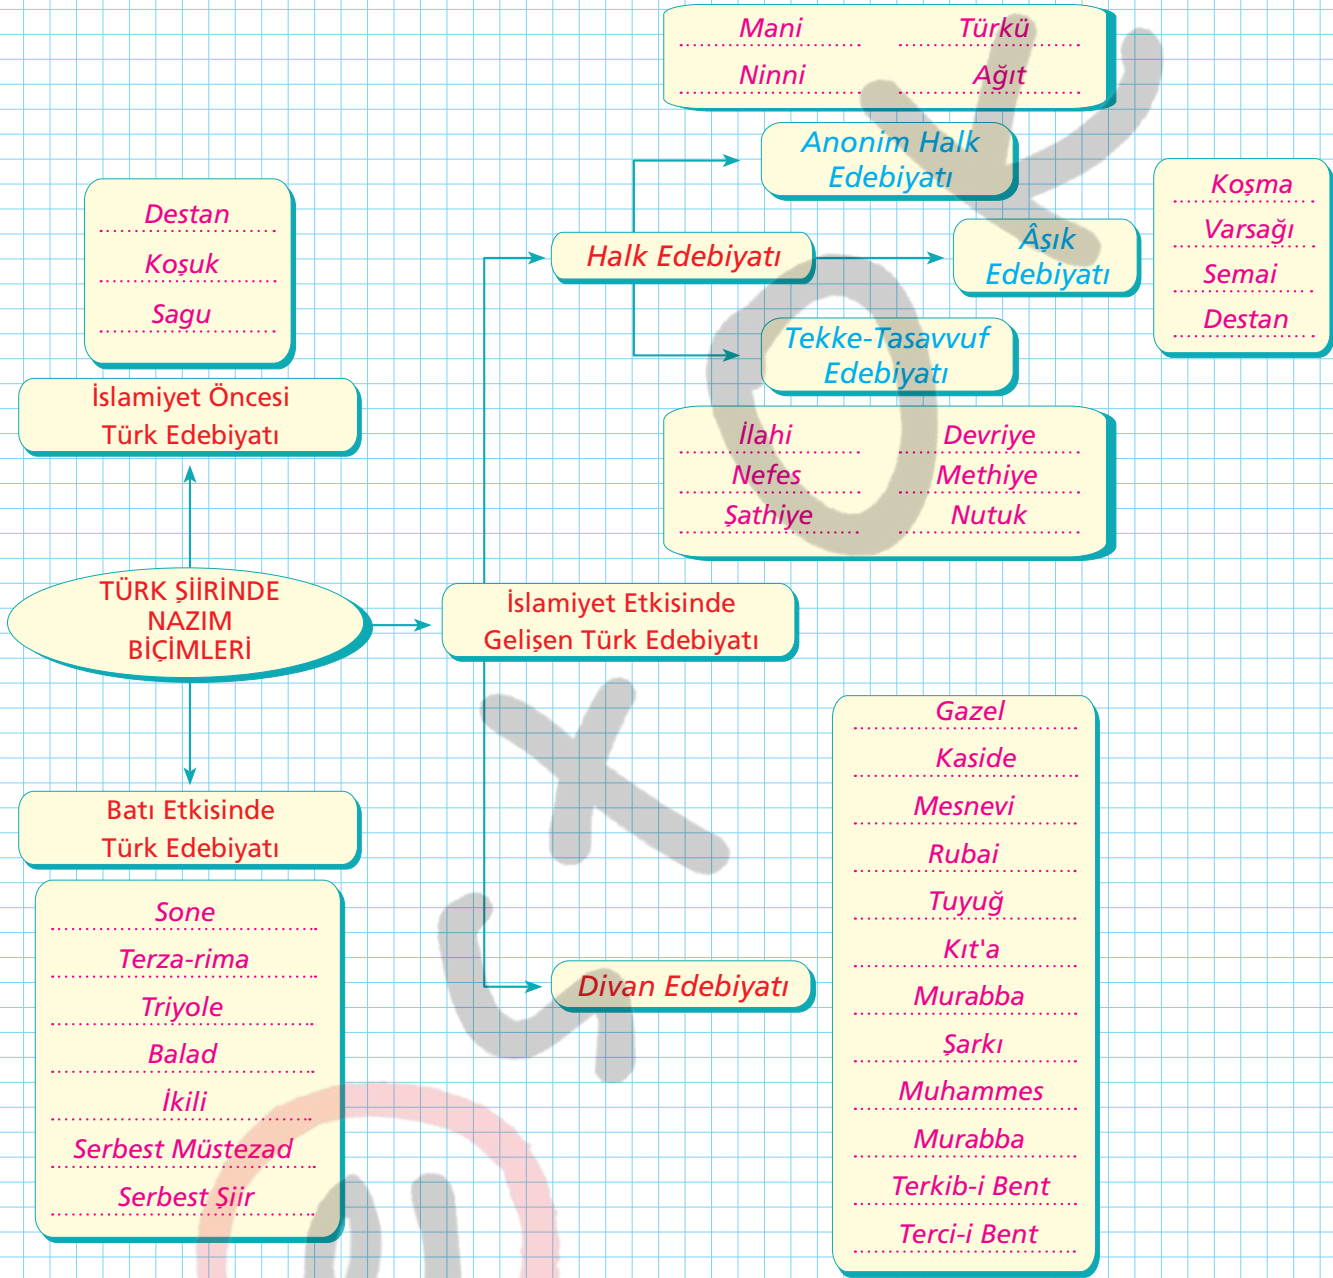 Mani Türkü
Ninni Ağıt
Anonim Halk
Edebiyatı
Halk Edebiyatı
Âşık
Edebiyatı
Koşma
Varsağı
Semai
Destan
Tekke-Tasavvuf
Edebiyatı
İlahi Devriye
Nefes Methiye
Şathiye Nutuk
Destan
Koşuk
Sagu
İslamiyet Öncesi
Türk Edebiyatı
TÜRK ŞİİRİNDE
NAZIM
BİÇİMLERİ
İslamiyet Etkisinde
Gelişen Türk Edebiyatı
Batı Etkisinde
Türk Edebiyatı
Sone
Terza-rima
Triyole
Balad
İkili
Serbest Müstezad
Serbest Şiir
Divan Edebiyatı
Gazel
Kaside
Mesnevi
Rubai
Tuyuğ
Kıt'a
Murabba
Şarkı
Muhammes
Murabba
Terkib-i Bent
Terci-i Bent